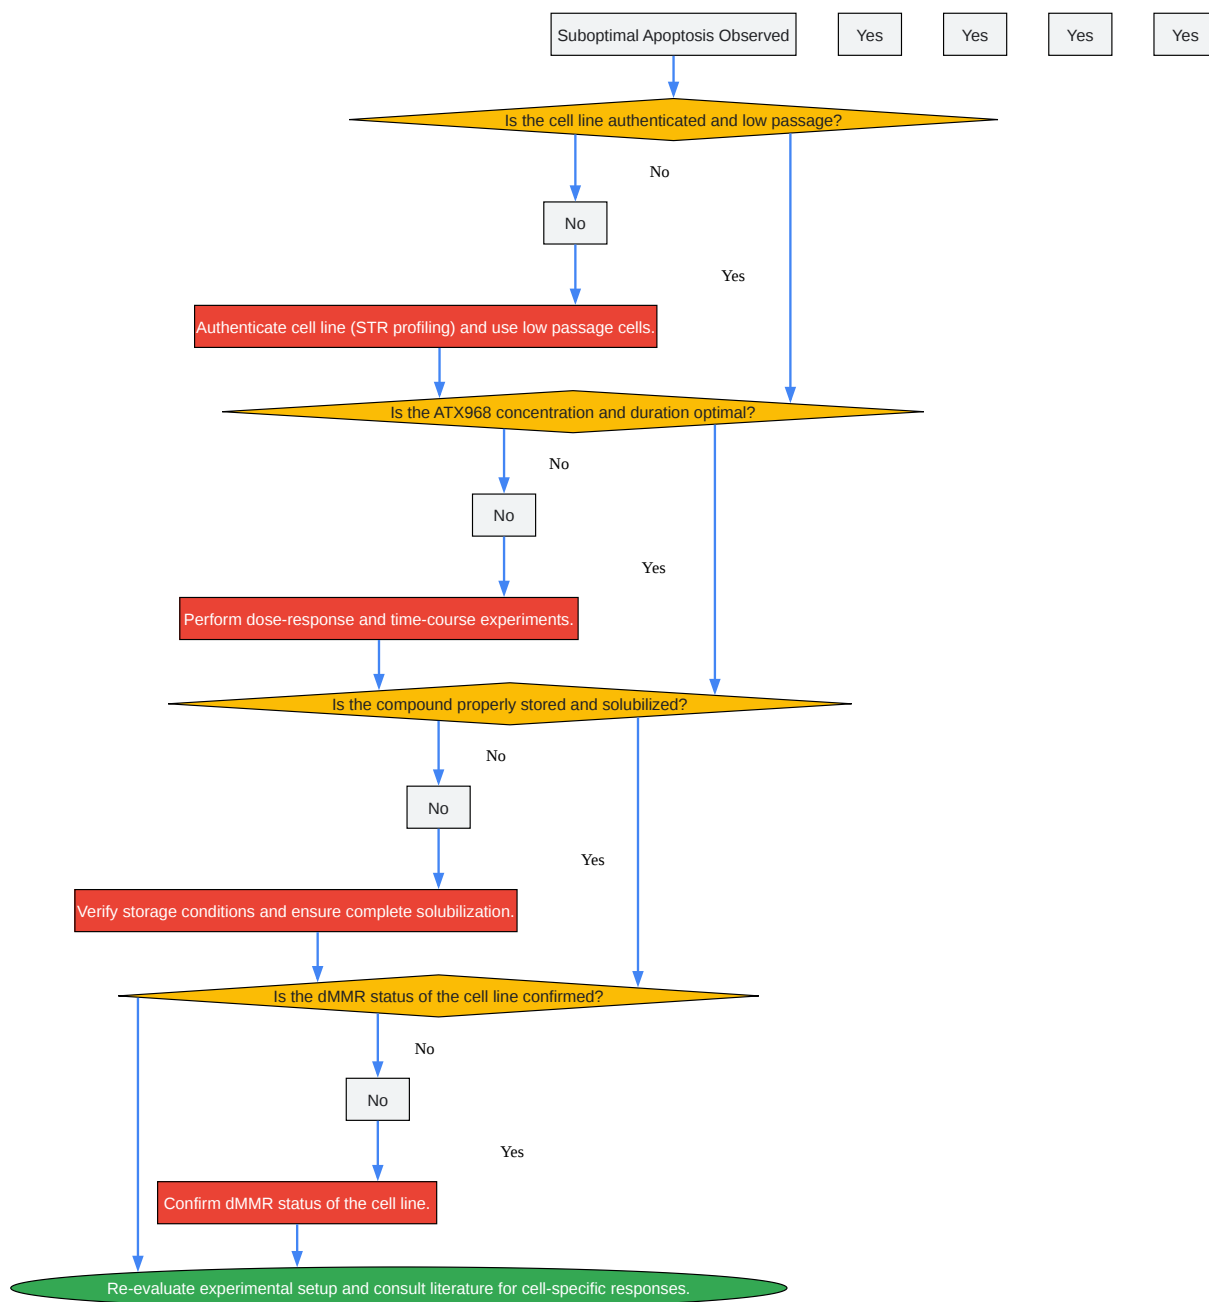 Suboptimal Apoptosis Observed
Yes
Yes
Yes
Yes
Is the cell line authenticated and low passage?
No
No
Yes
Authenticate cell line (STR profiling) and use low passage cells.
Is the ATX968 concentration and duration optimal?
No
No
Yes
Perform dose-response and time-course experiments.
Is the compound properly stored and solubilized?
No
No
Yes
Verify storage conditions and ensure complete solubilization.
Is the dMMR status of the cell line confirmed?
No
No
Yes
Confirm dMMR status of the cell line.
Re-evaluate experimental setup and consult literature for cell-specific responses.